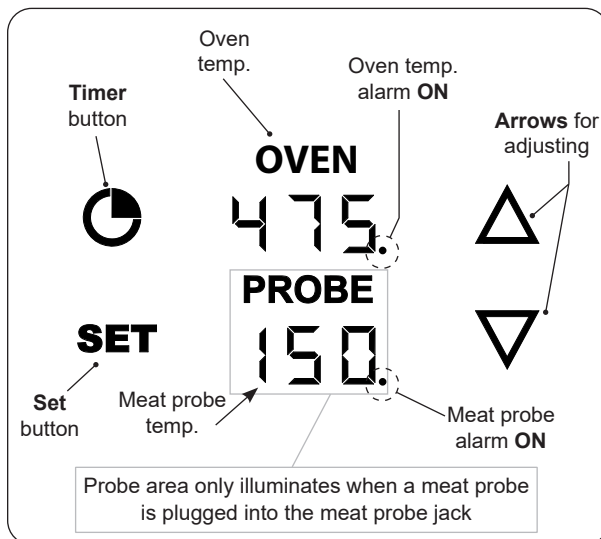 Oven
temp.
Oven temp.
alarm ON
Timer
button
Arrows for
adjusting
OVEN
475.
PROBE
150.
SET
Set
button
Meat probe
temp.
Meat probe
alarm ON
Probe area only illuminates when a meat probe
is plugged into the meat probe jack